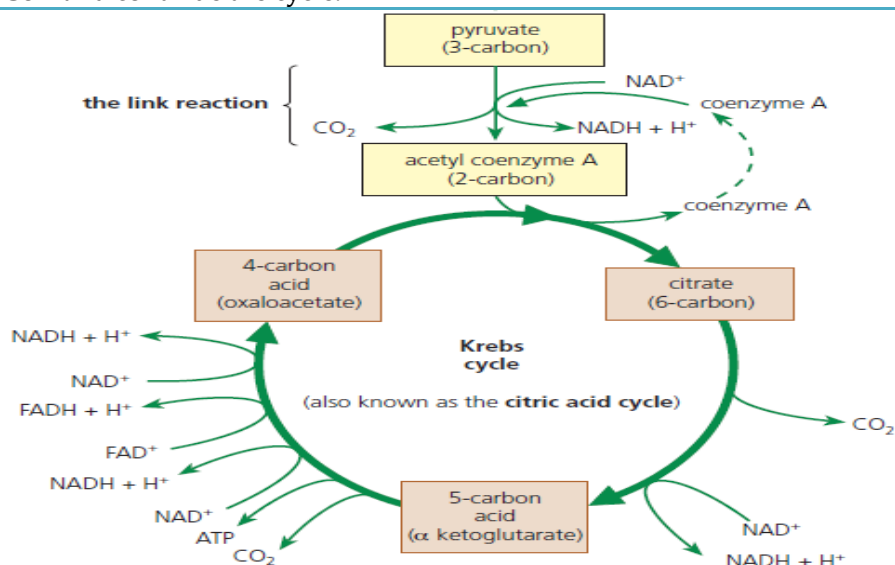 pyruvate
(3-carbon)
NAD⁺
the link reaction
coenzyme A
CO₂
NADH + H⁺
acetyl coenzyme A
(2-carbon)
coenzyme A
4-carbon
acid
(oxaloacetate)
citrate
(6-carbon)
NADH + H⁺
Krebs
cycle
NAD⁺
(also known as the citric acid cycle)
FADH + H⁺
CO₂
FAD⁺
NADH + H⁺
5-carbon
acid
(α ketoglutarate)
NAD⁺
NAD⁺
ATP
CO₂
NADH + H⁺